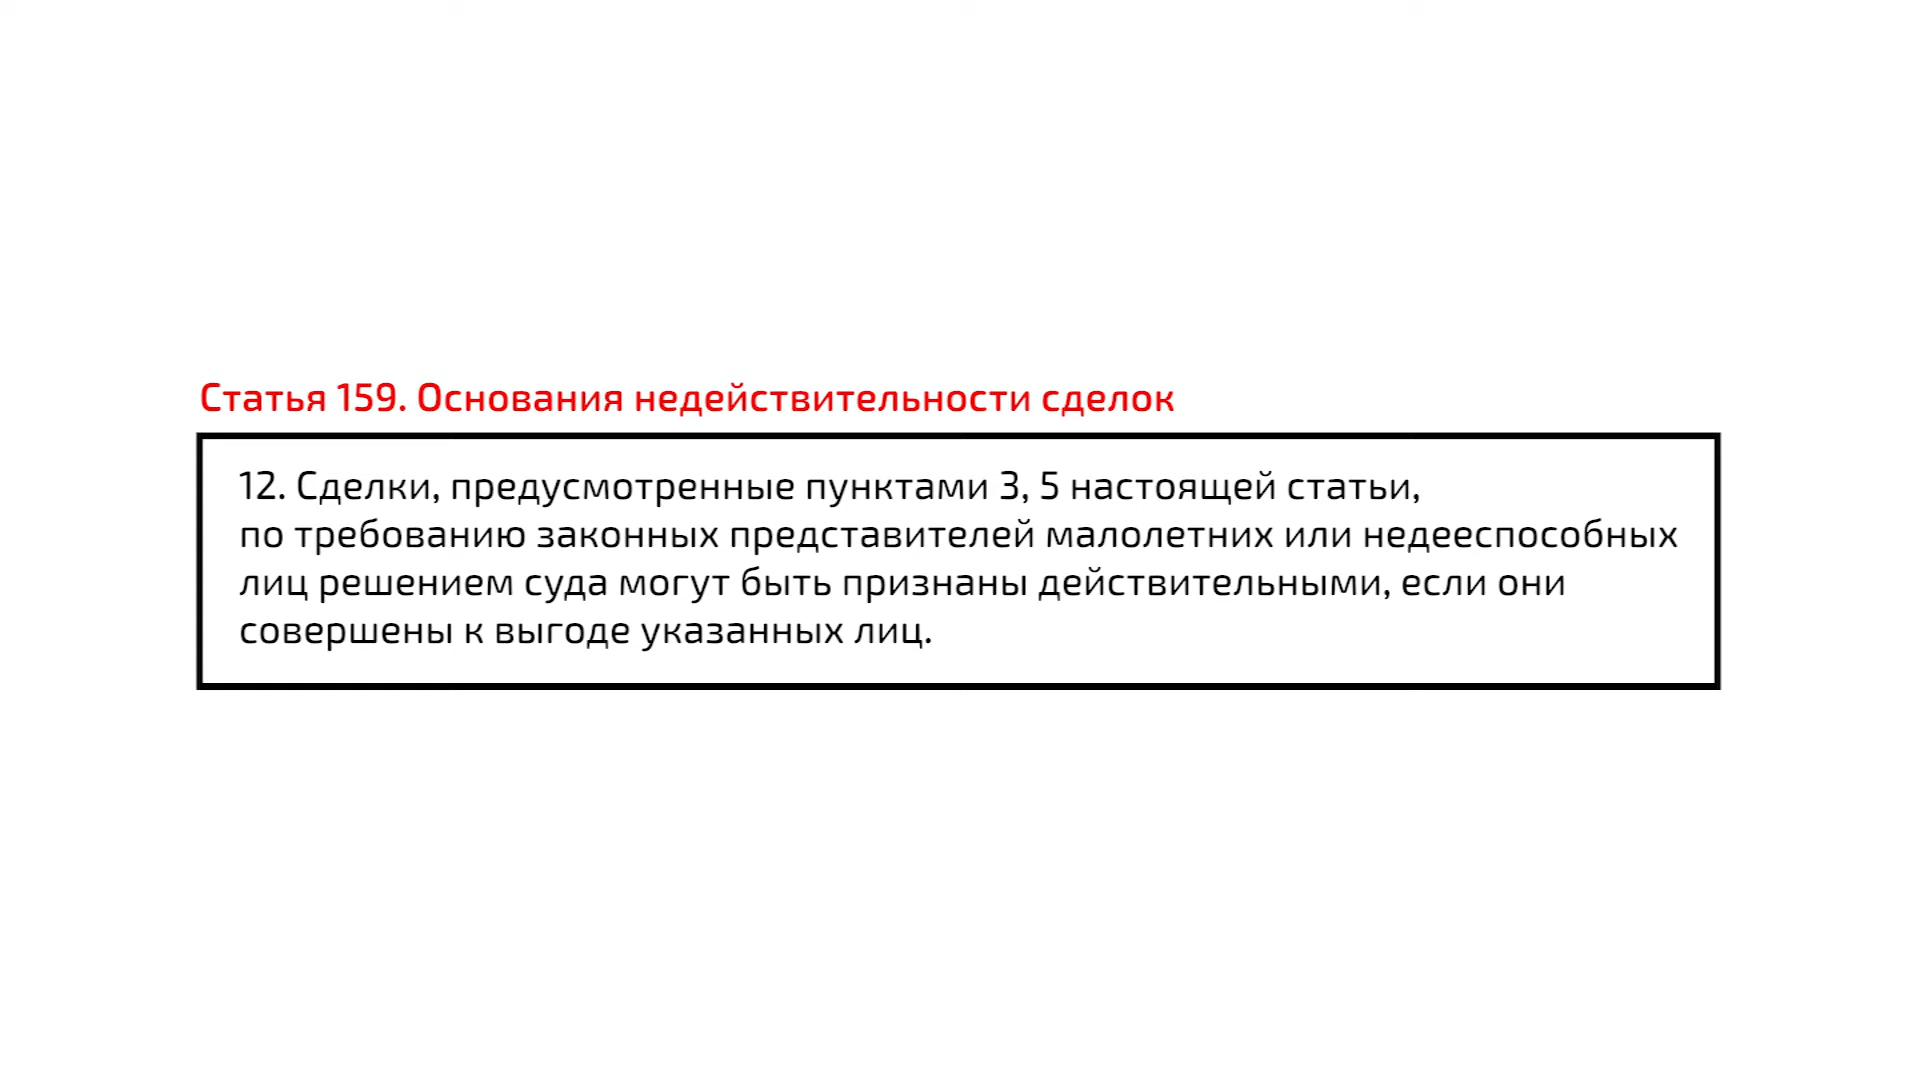 Статья 159. Основания недействительности сделок
12. Сделки, предусмотренные пунктами 3, 5 настоящей статьи,
по требованию законных представителей малолетних или недееспособных
лиц решением суда могут быть признаны действительными, если они
совершены к выгоде указанных лиц.